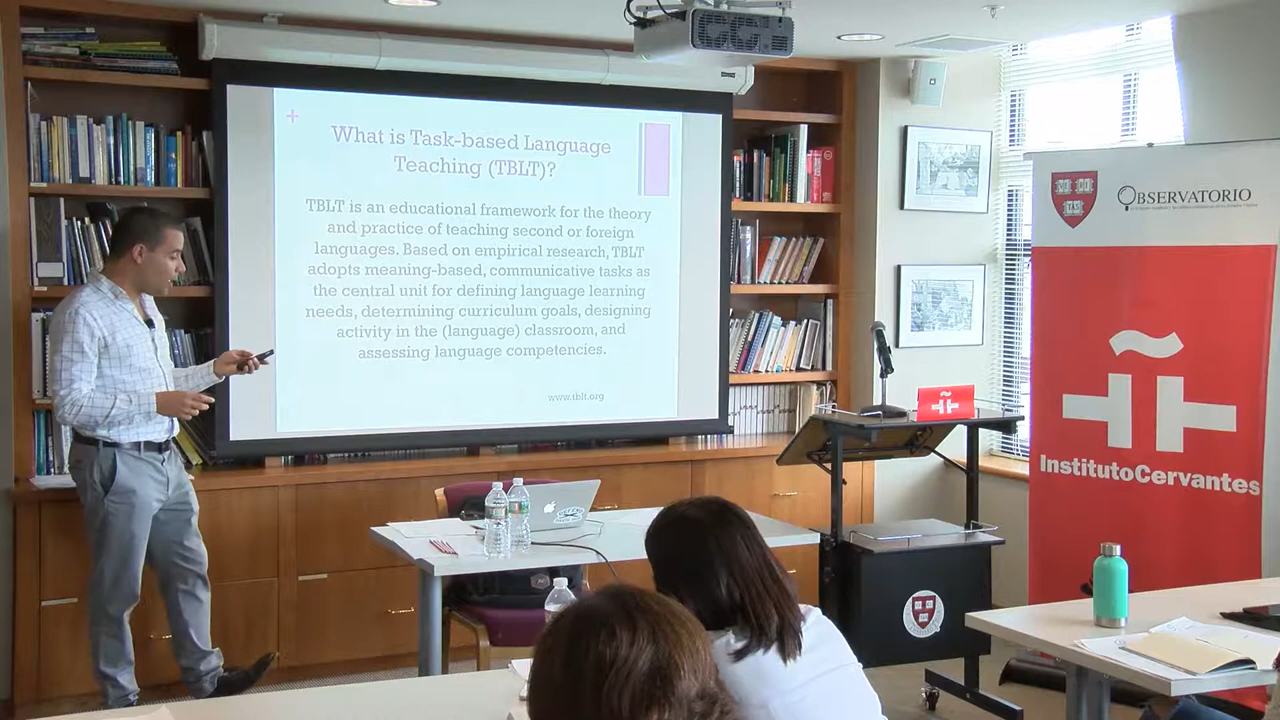 +
What is Task-based Language
Teaching (TBLT)?
TBLT is an educational framework for the theory
and practice of teaching second or foreign
languages. Based on empirical research, TBLT
adopts meaning-based, communicative tasks as
the central unit for defining language learning
needs, determining curriculum goals, designing
activity in the (language) classroom, and
assessing language competencies.
www.tblt.org
OBSERVATORIO
InstitutoCervantes